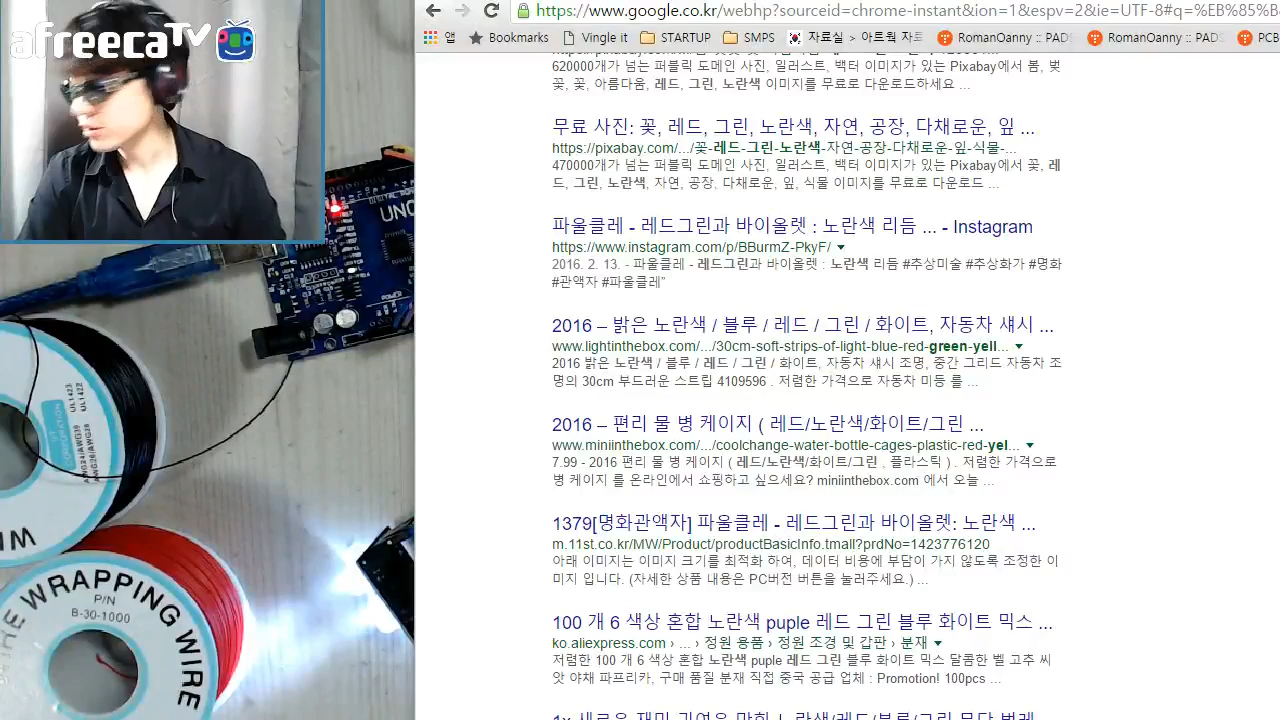 afreecaTV
https://www.google.co.kr/webhp?sourceid=chrome-instant&ion=1&espv=2&ie=UTF-8#q=%EB%85%B8
앱 Bookmarks Vingle it STARTUP SMPS 자료실 > 아트웍 자료 RomanOanny :: PADS RomanOanny :: PADS PCB
620000개가 넘는 퍼블릭 도메인 사진, 일러스트, 백터 이미지가 있는 Pixabay에서 봄, 벚
꽃, 꽃, 아름다움, 레드, 그린, 노란색 이미지를 무료로 다운로드하세요 ...
무료 사진: 꽃, 레드, 그린, 노란색, 자연, 공장, 다채로운, 잎 ...
https://pixabay.com/.../꽃-레드-그린-노란색-자연-공장-다채로운-잎-식물-...
470000개가 넘는 퍼블릭 도메인 사진, 일러스트, 백터 이미지가 있는 Pixabay에서 꽃, 레
드, 그린, 노란색, 자연, 공장, 다채로운, 잎, 식물 이미지를 무료로 다운로드 ...
파울클레 - 레드그린과 바이올렛 : 노란색 리듬 ... - Instagram
https://www.instagram.com/p/BBurmZ-PkyF/
2016. 2. 13. - 파울클레 - 레드그린과 바이올렛 : 노란색 리듬 #추상미술 #추상화가 #명화
#관액자 #파울클레”
2016 – 밝은 노란색 / 블루 / 레드 / 그린 / 화이트, 자동차 섀시 ...
www.lightinthebox.com/.../30cm-soft-strips-of-light-blue-red-green-yell...
2016 밝은 노란색 / 블루 / 레드 / 그린 / 화이트, 자동차 섀시 조명, 중간 그리드 자동차 조
명의 30cm 부드러운 스트립 4109596 . 저렴한 가격으로 자동차 미등 를 ...
2016 – 편리 물 병 케이지 ( 레드/노란색/화이트/그린 ...
www.miniinthebox.com/.../coolchange-water-bottle-cages-plastic-red-yel...
7.99 - 2016 편리 물 병 케이지 ( 레드/노란색/화이트/그린 , 플라스틱 ) . 저렴한 가격으로
병 케이지 를 온라인에서 쇼핑하고 싶으세요? miniinthebox.com 에서 오늘 ...
1379[명화관액자] 파울클레 - 레드그린과 바이올렛: 노란색 ...
m.11st.co.kr/MW/Product/productBasicInfo.tmall?prdNo=1423776120
아래 이미지는 이미지 크기를 최적화 하여, 데이터 비용에 부담이 가지 않도록 조정한 이
미지 입니다. (자세한 상품 내용은 PC버전 버튼을 눌러주세요.) ...
100 개 6 색상 혼합 노란색 puple 레드 그린 블루 화이트 믹스 ...
ko.aliexpress.com › ... › 정원 용품 › 정원 조경 및 갑판 › 분재
저렴한 100 개 6 색상 혼합 노란색 puple 레드 그린 블루 화이트 믹스 달콤한 벨 고추 씨
앗 야채 파프리카, 구매 품질 분재 직접 중국 공급 업체 : Promotion! 100pcs ...
UNO
POWER
UL1423
UL1422
CORPORATION
WRAPPING WIRE
P/N
B-30-1000